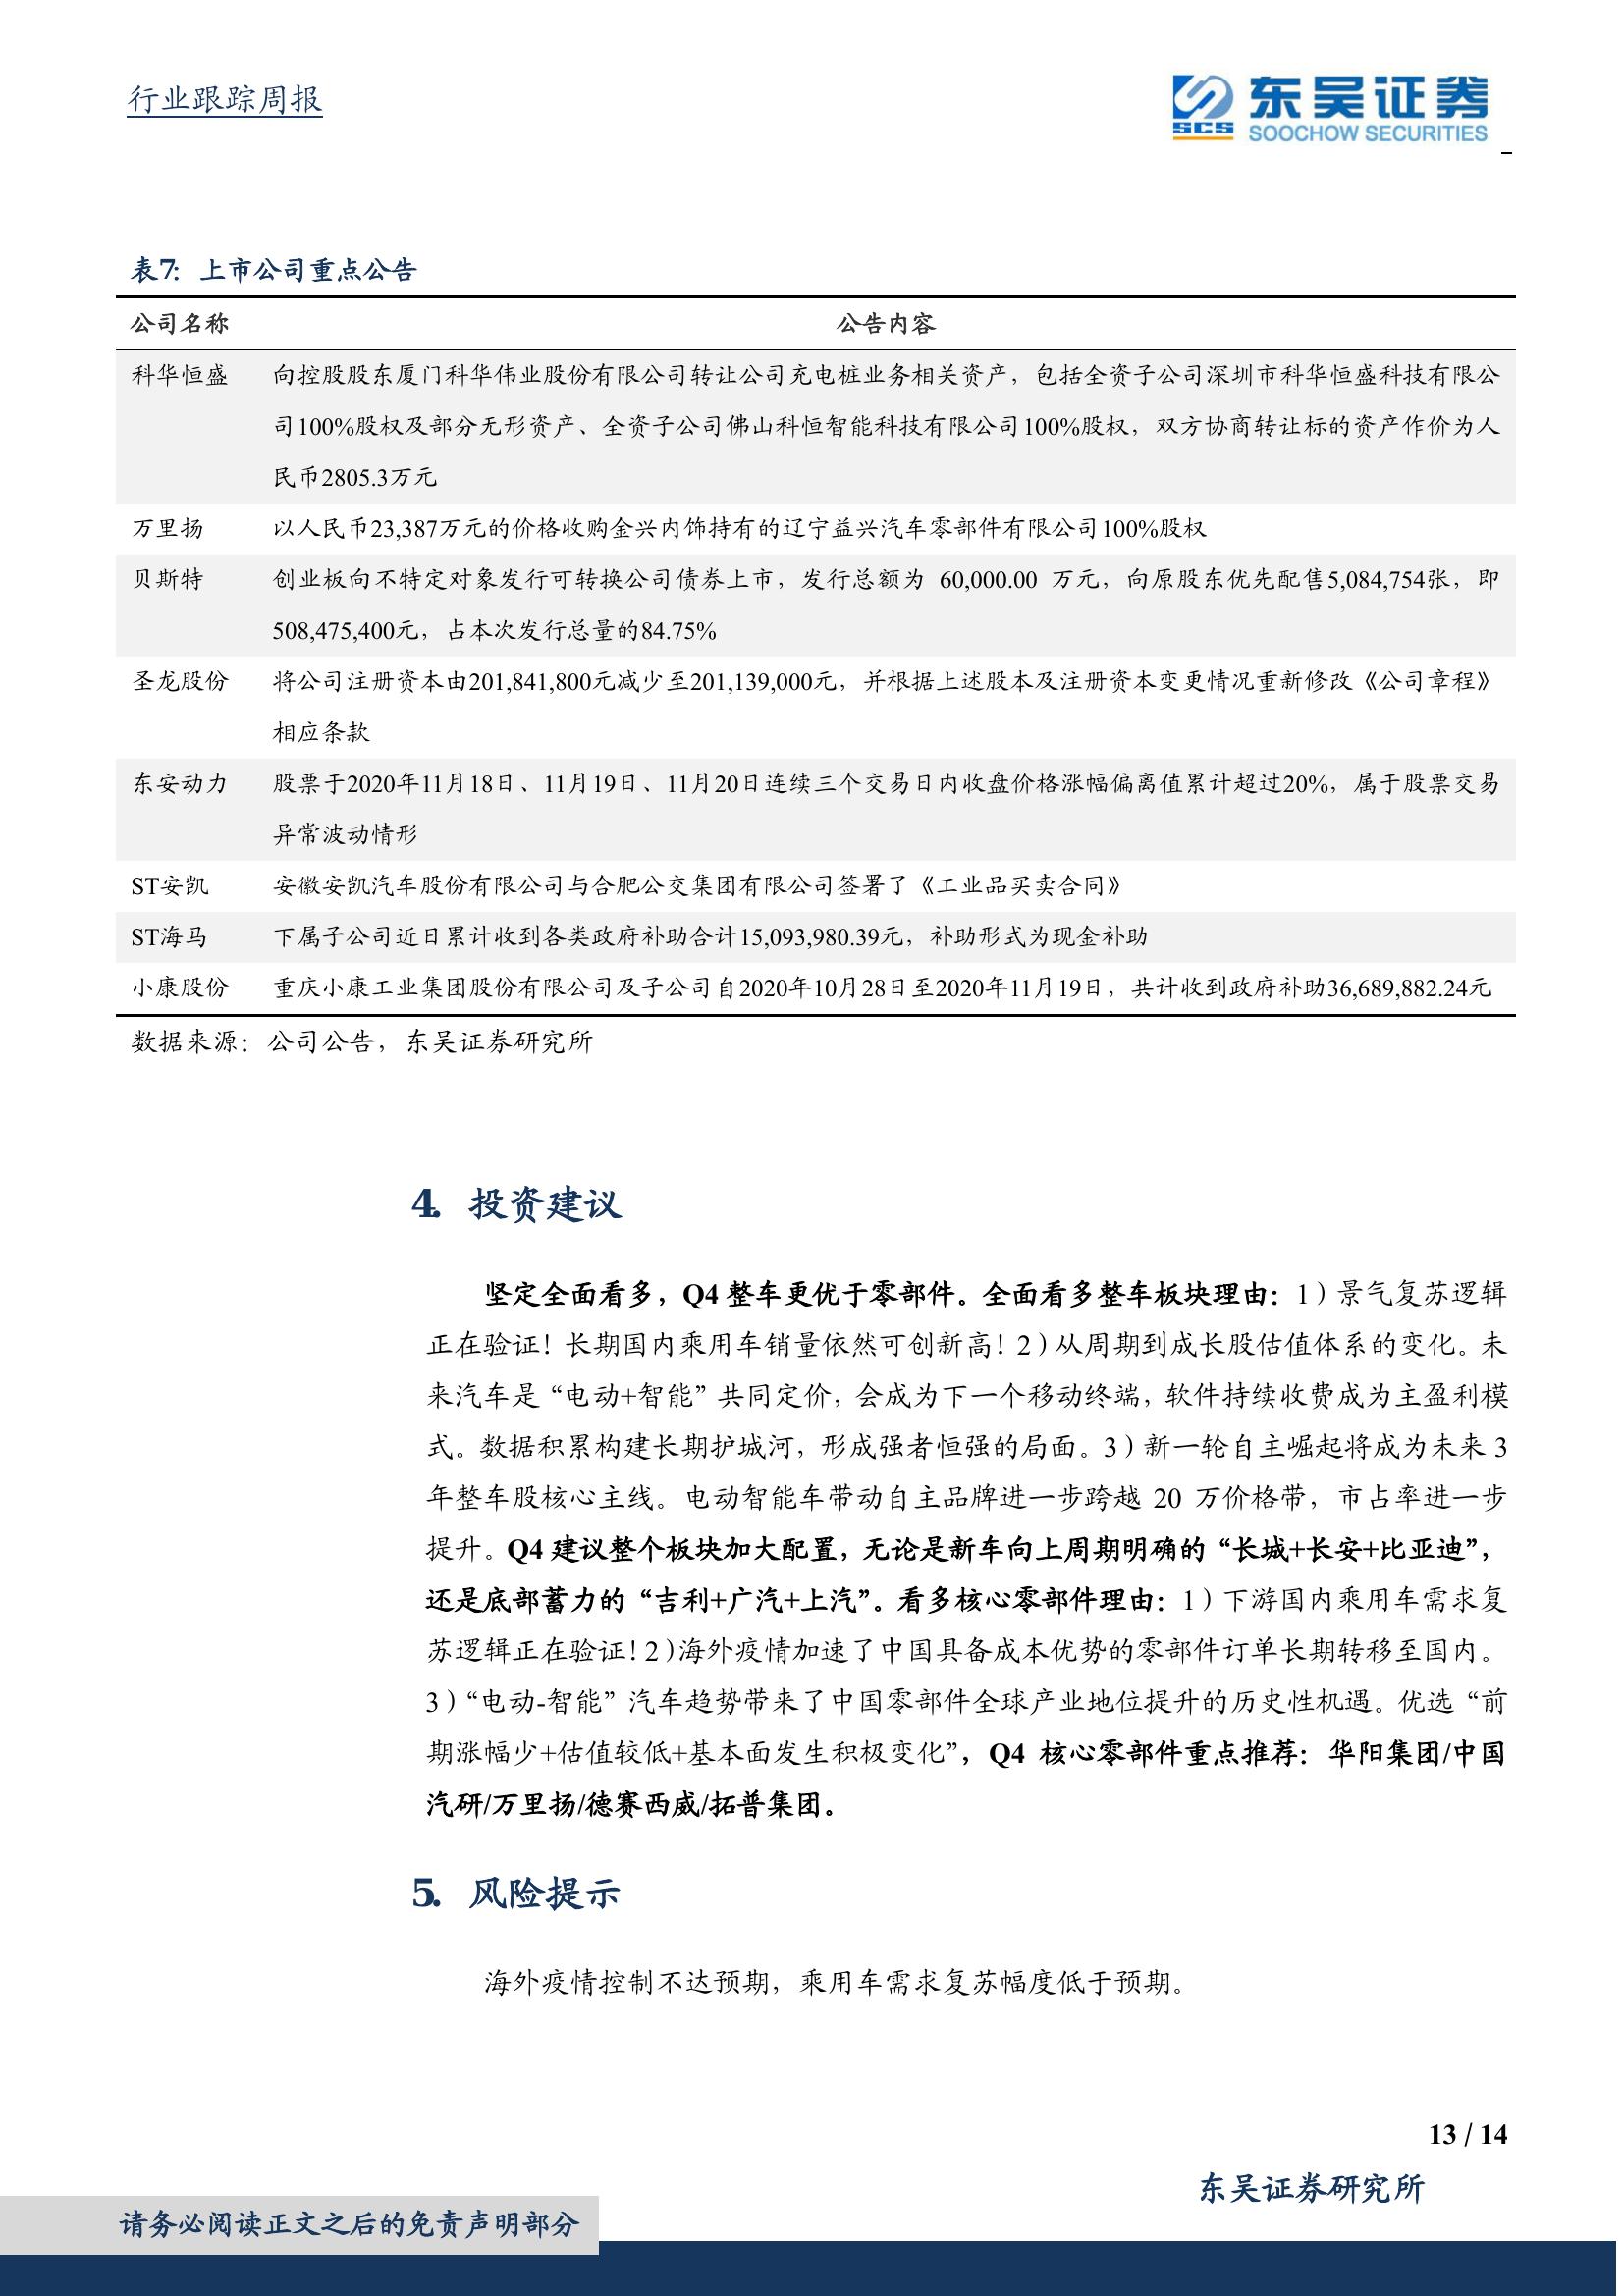 行业跟踪周报
SCS 东吴证券
SOOCHOW SECURITIES
表7：上市公司重点公告
公司名称 公告内容
科华恒盛 向控股股东厦门科华伟业股份有限公司转让公司充电桩业务相关资产，包括全资子公司深圳市科华恒盛科技有限公
司100%股权及部分无形资产、全资子公司佛山科恒智能科技有限公司100%股权，双方协商转让标的资产作价为人
民币2805.3万元
万里扬 以人民币23,387万元的价格收购金兴内饰持有的辽宁益兴汽车零部件有限公司100%股权
贝斯特 创业板向不特定对象发行可转换公司债券上市，发行总额为 60,000.00 万元，向原股东优先配售5,084,754张，即
508,475,400元，占本次发行总量的84.75%
圣龙股份 将公司注册资本由201,841,800元减少至201,139,000元，并根据上述股本及注册资本变更情况重新修改《公司章程》
相应条款
东安动力 股票于2020年11月18日、11月19日、11月20日连续三个交易日内收盘价格涨幅偏离值累计超过20%，属于股票交易
异常波动情形
ST安凯 安徽安凯汽车股份有限公司与合肥公交集团有限公司签署了《工业品买卖合同》
ST海马 下属子公司近日累计收到各类政府补助合计15,093,980.39元，补助形式为现金补助
小康股份 重庆小康工业集团股份有限公司及子公司自2020年10月28日至2020年11月19日，共计收到政府补助36,689,882.24元
数据来源：公司公告，东吴证券研究所
4. 投资建议
坚定全面看多，Q4 整车更优于零部件。全面看多整车板块理由：1）景气复苏逻辑
正在验证！长期国内乘用车销量依然可创新高！2）从周期到成长股估值体系的变化。未
来汽车是“电动+智能”共同定价，会成为下一个移动终端，软件持续收费成为主盈利模
式。数据积累构建长期护城河，形成强者恒强的局面。3）新一轮自主崛起将成为未来 3
年整车股核心主线。电动智能车带动自主品牌进一步跨越 20 万价格带，市占率进一步
提升。Q4 建议整个板块加大配置，无论是新车向上周期明确的“长城+长安+比亚迪”，
还是底部蓄力的“吉利+广汽+上汽”。看多核心零部件理由：1）下游国内乘用车需求复
苏逻辑正在验证！2）海外疫情加速了中国具备成本优势的零部件订单长期转移至国内。
3）“电动-智能”汽车趋势带来了中国零部件全球产业地位提升的历史性机遇。优选“前
期涨幅少+估值较低+基本面发生积极变化”，Q4 核心零部件重点推荐：华阳集团/中国
汽研/万里扬/德赛西威/拓普集团。
5. 风险提示
海外疫情控制不达预期，乘用车需求复苏幅度低于预期。
13 / 14
东吴证券研究所
请务必阅读正文之后的免责声明部分